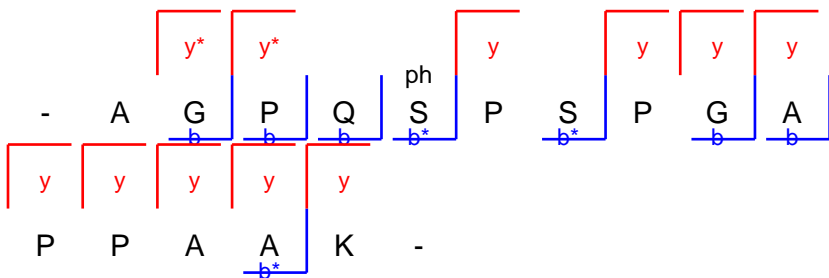 y* y* y y y y
ph
- A G P Q S P S P G A
b b b b* b* b b
y y y y y
P P A A K -
b*